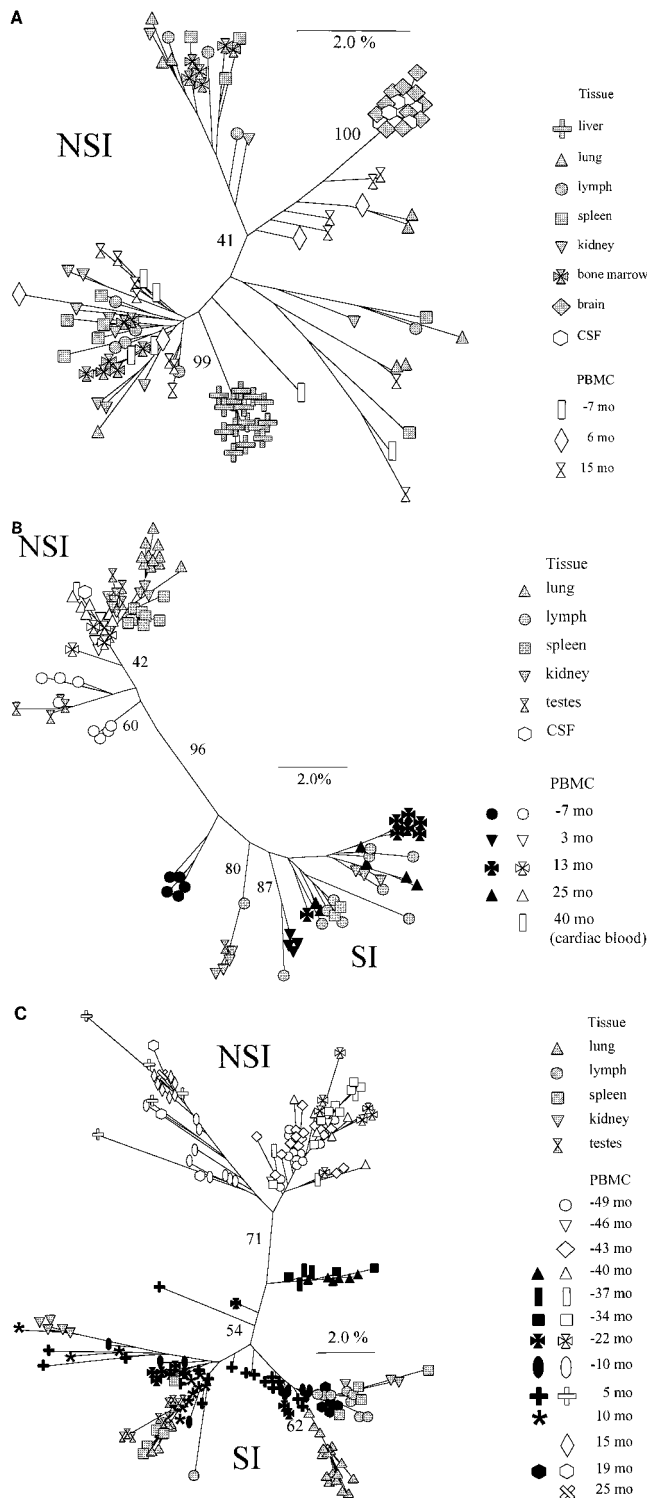 A
NSI
2.0 %
100
41
99
Tissue
liver
lung
lymph
spleen
kidney
bone marrow
brain
CSF
PBMC
-7 mo
6 mo
15 mo
B
NSI
42
60
96
2.0%
80
87
SI
Tissue
lung
lymph
spleen
kidney
testes
CSF
PBMC
-7 mo
3 mo
13 mo
25 mo
40 mo
(cardiac blood)
C
NSI
71
54
2.0 %
62
SI
Tissue
lung
lymph
spleen
kidney
testes
PBMC
-49 mo
-46 mo
-43 mo
-40 mo
-37 mo
-34 mo
-22 mo
-10 mo
5 mo
10 mo
15 mo
19 mo
25 mo